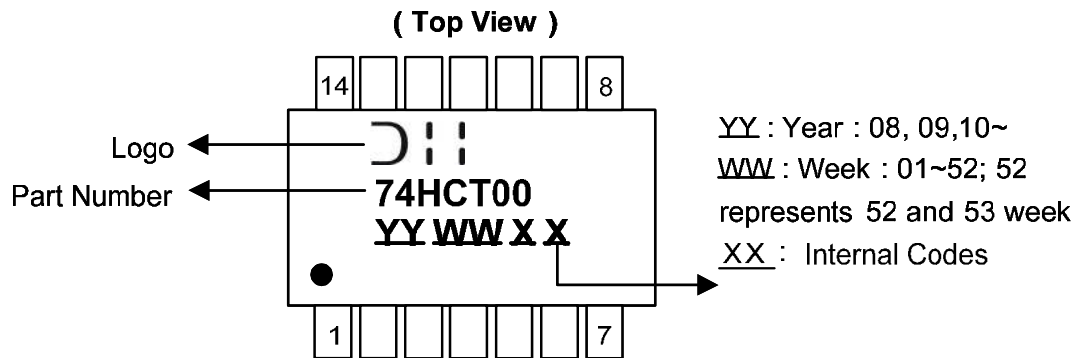 ( Top View )
14 8
Logo
Part Number
74HCT00
YY WW X X
1 7
YY : Year : 08, 09,10~
WW : Week : 01~52; 52
represents 52 and 53 week
XX : Internal Codes